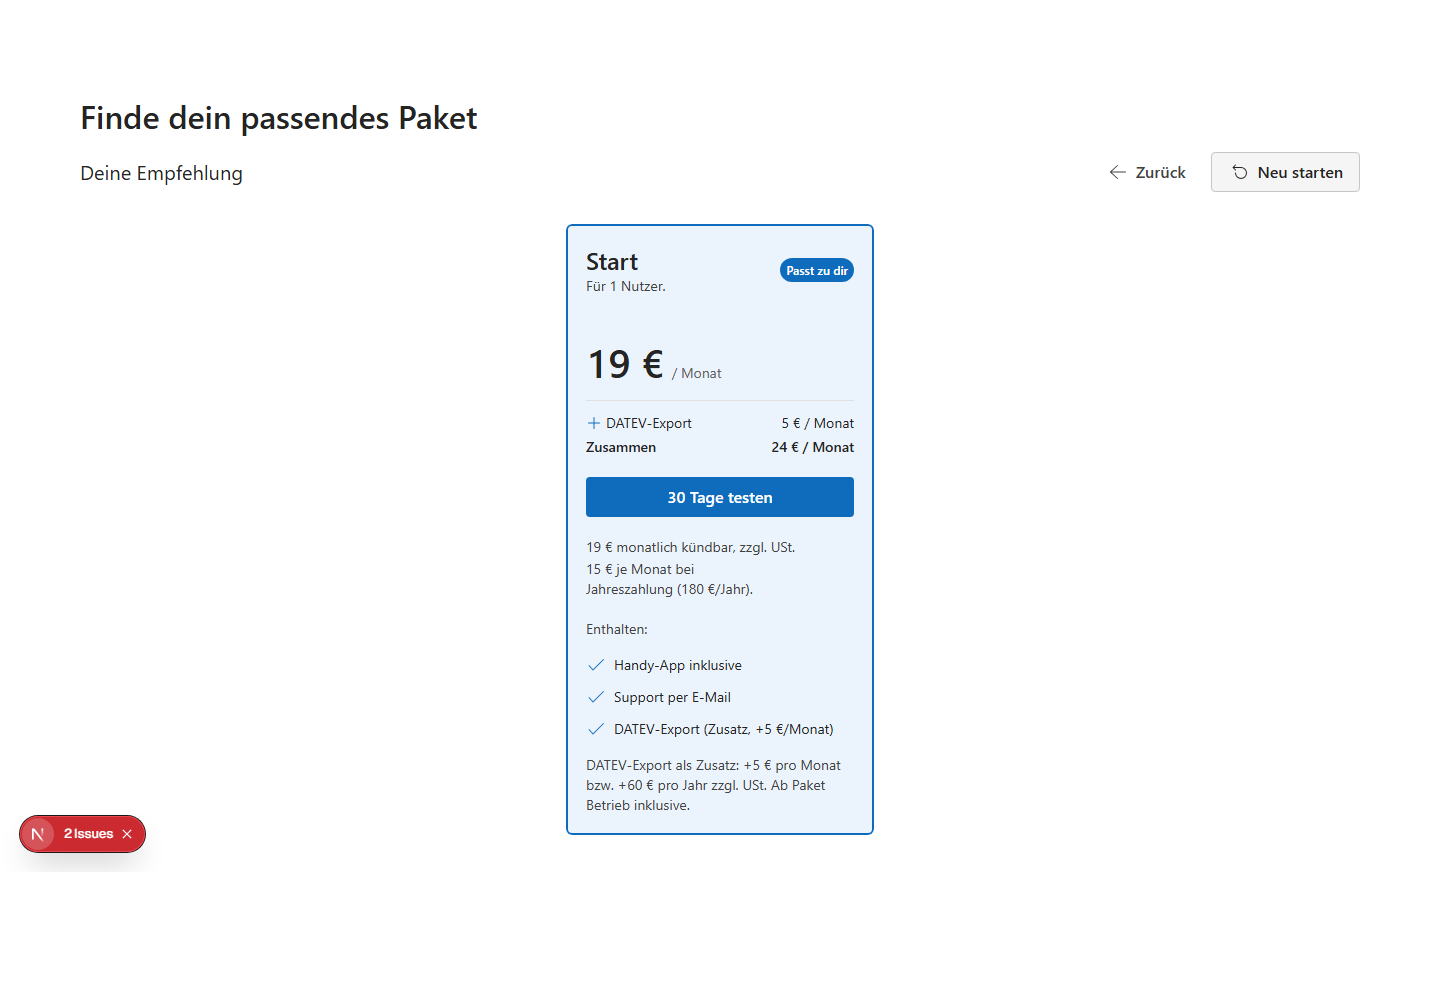 Finde dein passendes Paket
Deine Empfehlung
Zurück
Neu starten
Start
Passt zu dir
Für 1 Nutzer.
19 € / Monat
DATEV-Export 5 € / Monat
Zusammen 24 € / Monat
30 Tage testen
19 € monatlich kündbar, zzgl. USt.
15 € je Monat bei
Jahreszahlung (180 €/Jahr).
Enthalten:
Handy-App inklusive
Support per E-Mail
DATEV-Export (Zusatz, +5 €/Monat)
DATEV-Export als Zusatz: +5 € pro Monat
bzw. +60 € pro Jahr zzgl. USt. Ab Paket
Betrieb inklusive.
N 2 Issues